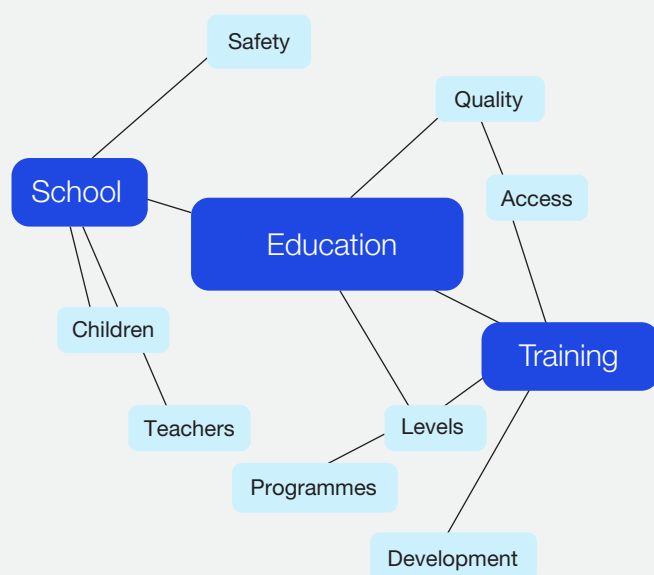 Safety
Quality
School
Access
Education
Children
Training
Teachers
Levels
Programmes
Development